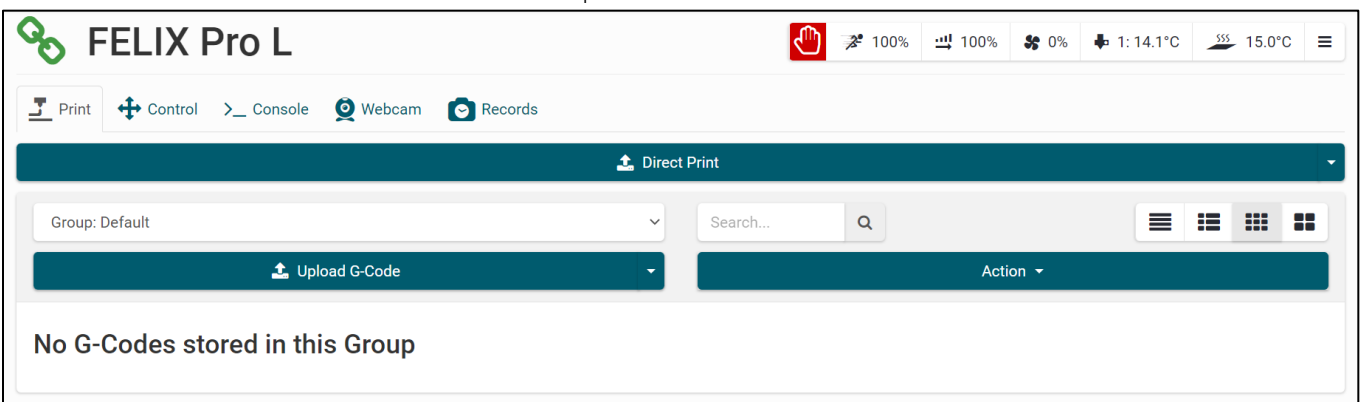 FELIX Pro L
100% 100% 0% 1: 14.1°C 15.0°C
Print Control >_ Console Webcam Records
Direct Print
Group: Default Search...
Upload G-Code Action
No G-Codes stored in this Group